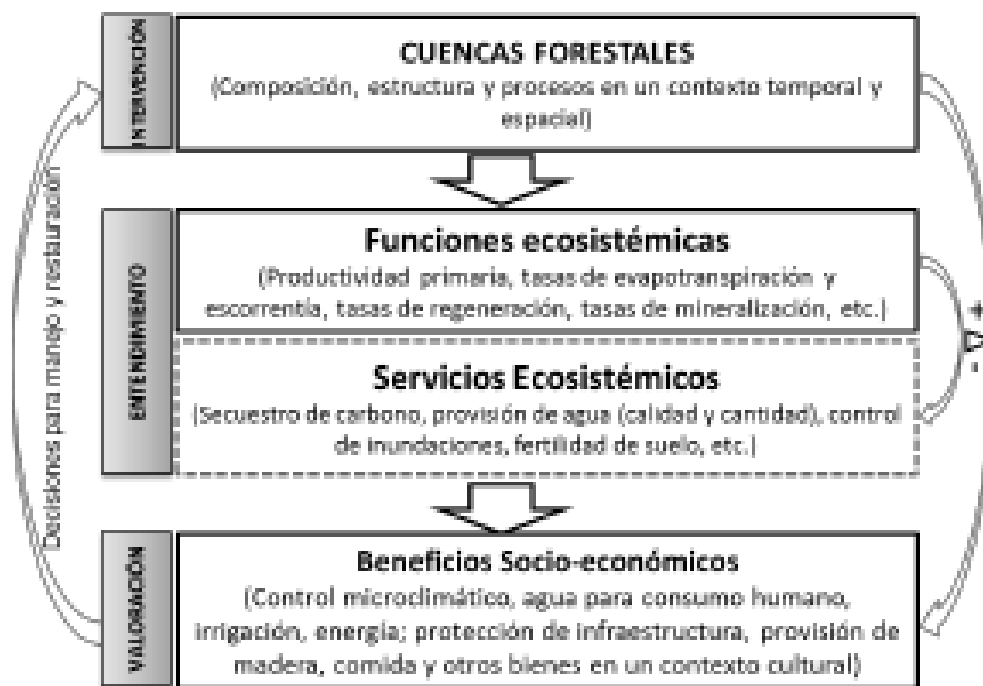 INTERVENCIÓN
CUENCAS FORESTALES
(Composición, estructura y procesos en un contexto temporal y
espacial)
Decisiones para manejo y restauración
ENTENDIMIENTO
Funciones ecosistémicas
(Productividad primaria, tasas de evapotranspiración y
escorrentía, tasas de regeneración, tasas de mineralización, etc.)
Servicios Ecosistémicos
(Secuestro de carbono, provisión de agua (calidad y cantidad), control
de inundaciones, fertilidad de suelo, etc.)
+
-
VALORACIÓN
Beneficios Socio-económicos
(Control microclimático, agua para consumo humano,
irrigación, energía; protección de infraestructura, provisión de
madera, comida y otros bienes en un contexto cultural)